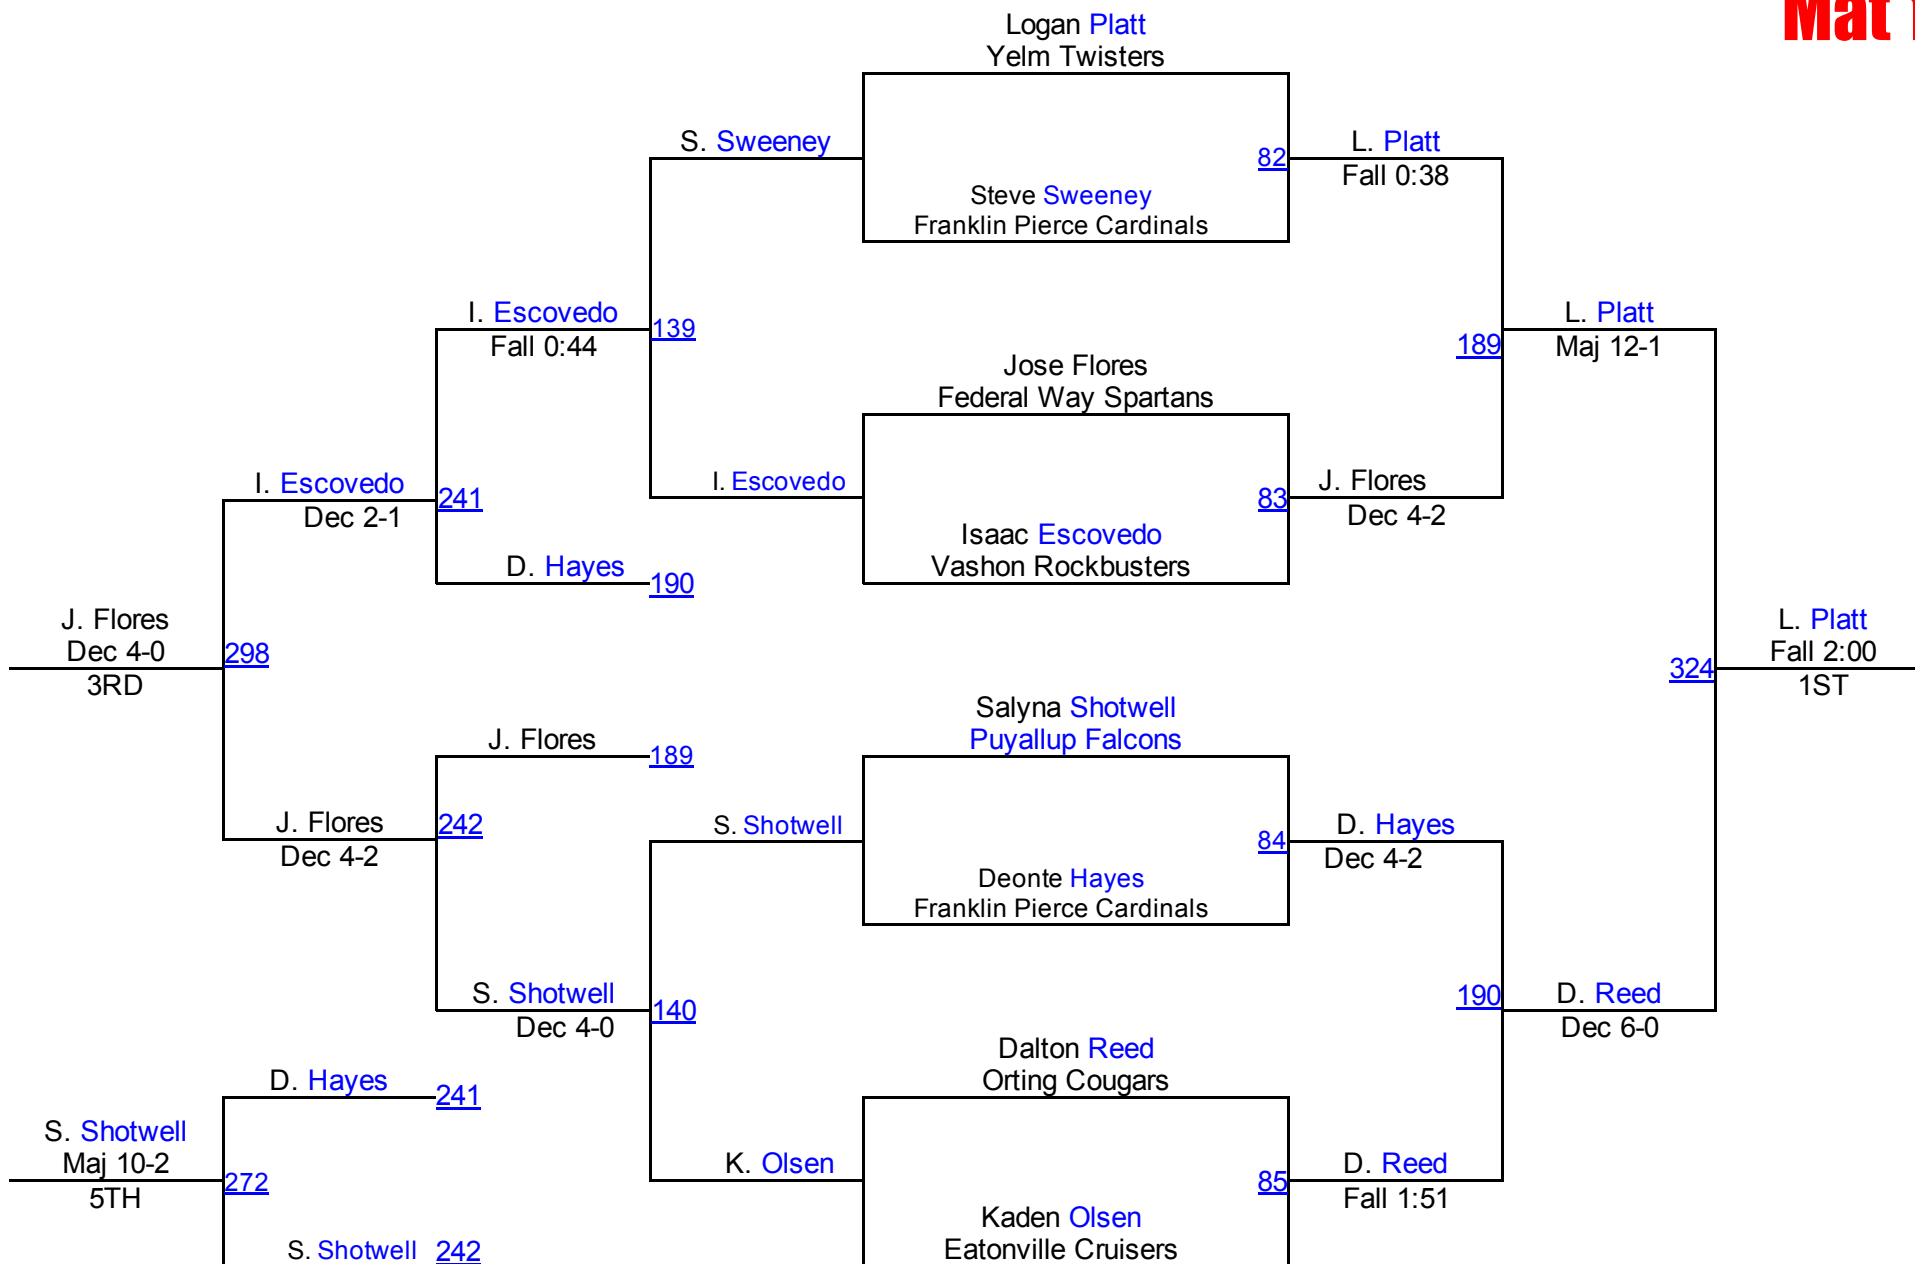 Mat
Logan Platt
Yelm Twisters
S. Sweeney
82
L. Platt
Fall 0:38
Steve Sweeney
Franklin Pierce Cardinals
I. Escovedo
Fall 0:44
139
189
L. Platt
Maj 12-1
Jose Flores
Federal Way Spartans
I. Escovedo
Dec 2-1
241
I. Escovedo
83
J. Flores
Dec 4-2
Isaac Escovedo
Vashon Rockbusters
D. Hayes
190
J. Flores
Dec 4-0
3RD
298
324
L. Platt
Fall 2:00
1ST
Salyna Shotwell
Puyallup Falcons
J. Flores
189
J. Flores
Dec 4-2
242
S. Shotwell
84
D. Hayes
Dec 4-2
Deonte Hayes
Franklin Pierce Cardinals
S. Shotwell
Dec 4-0
140
190
D. Reed
Dec 6-0
Dalton Reed
Orting Cougars
D. Hayes
241
S. Shotwell
Maj 10-2
5TH
272
K. Olsen
85
D. Reed
Fall 1:51
Kaden Olsen
Eatonville Cruisers
S. Shotwell
242